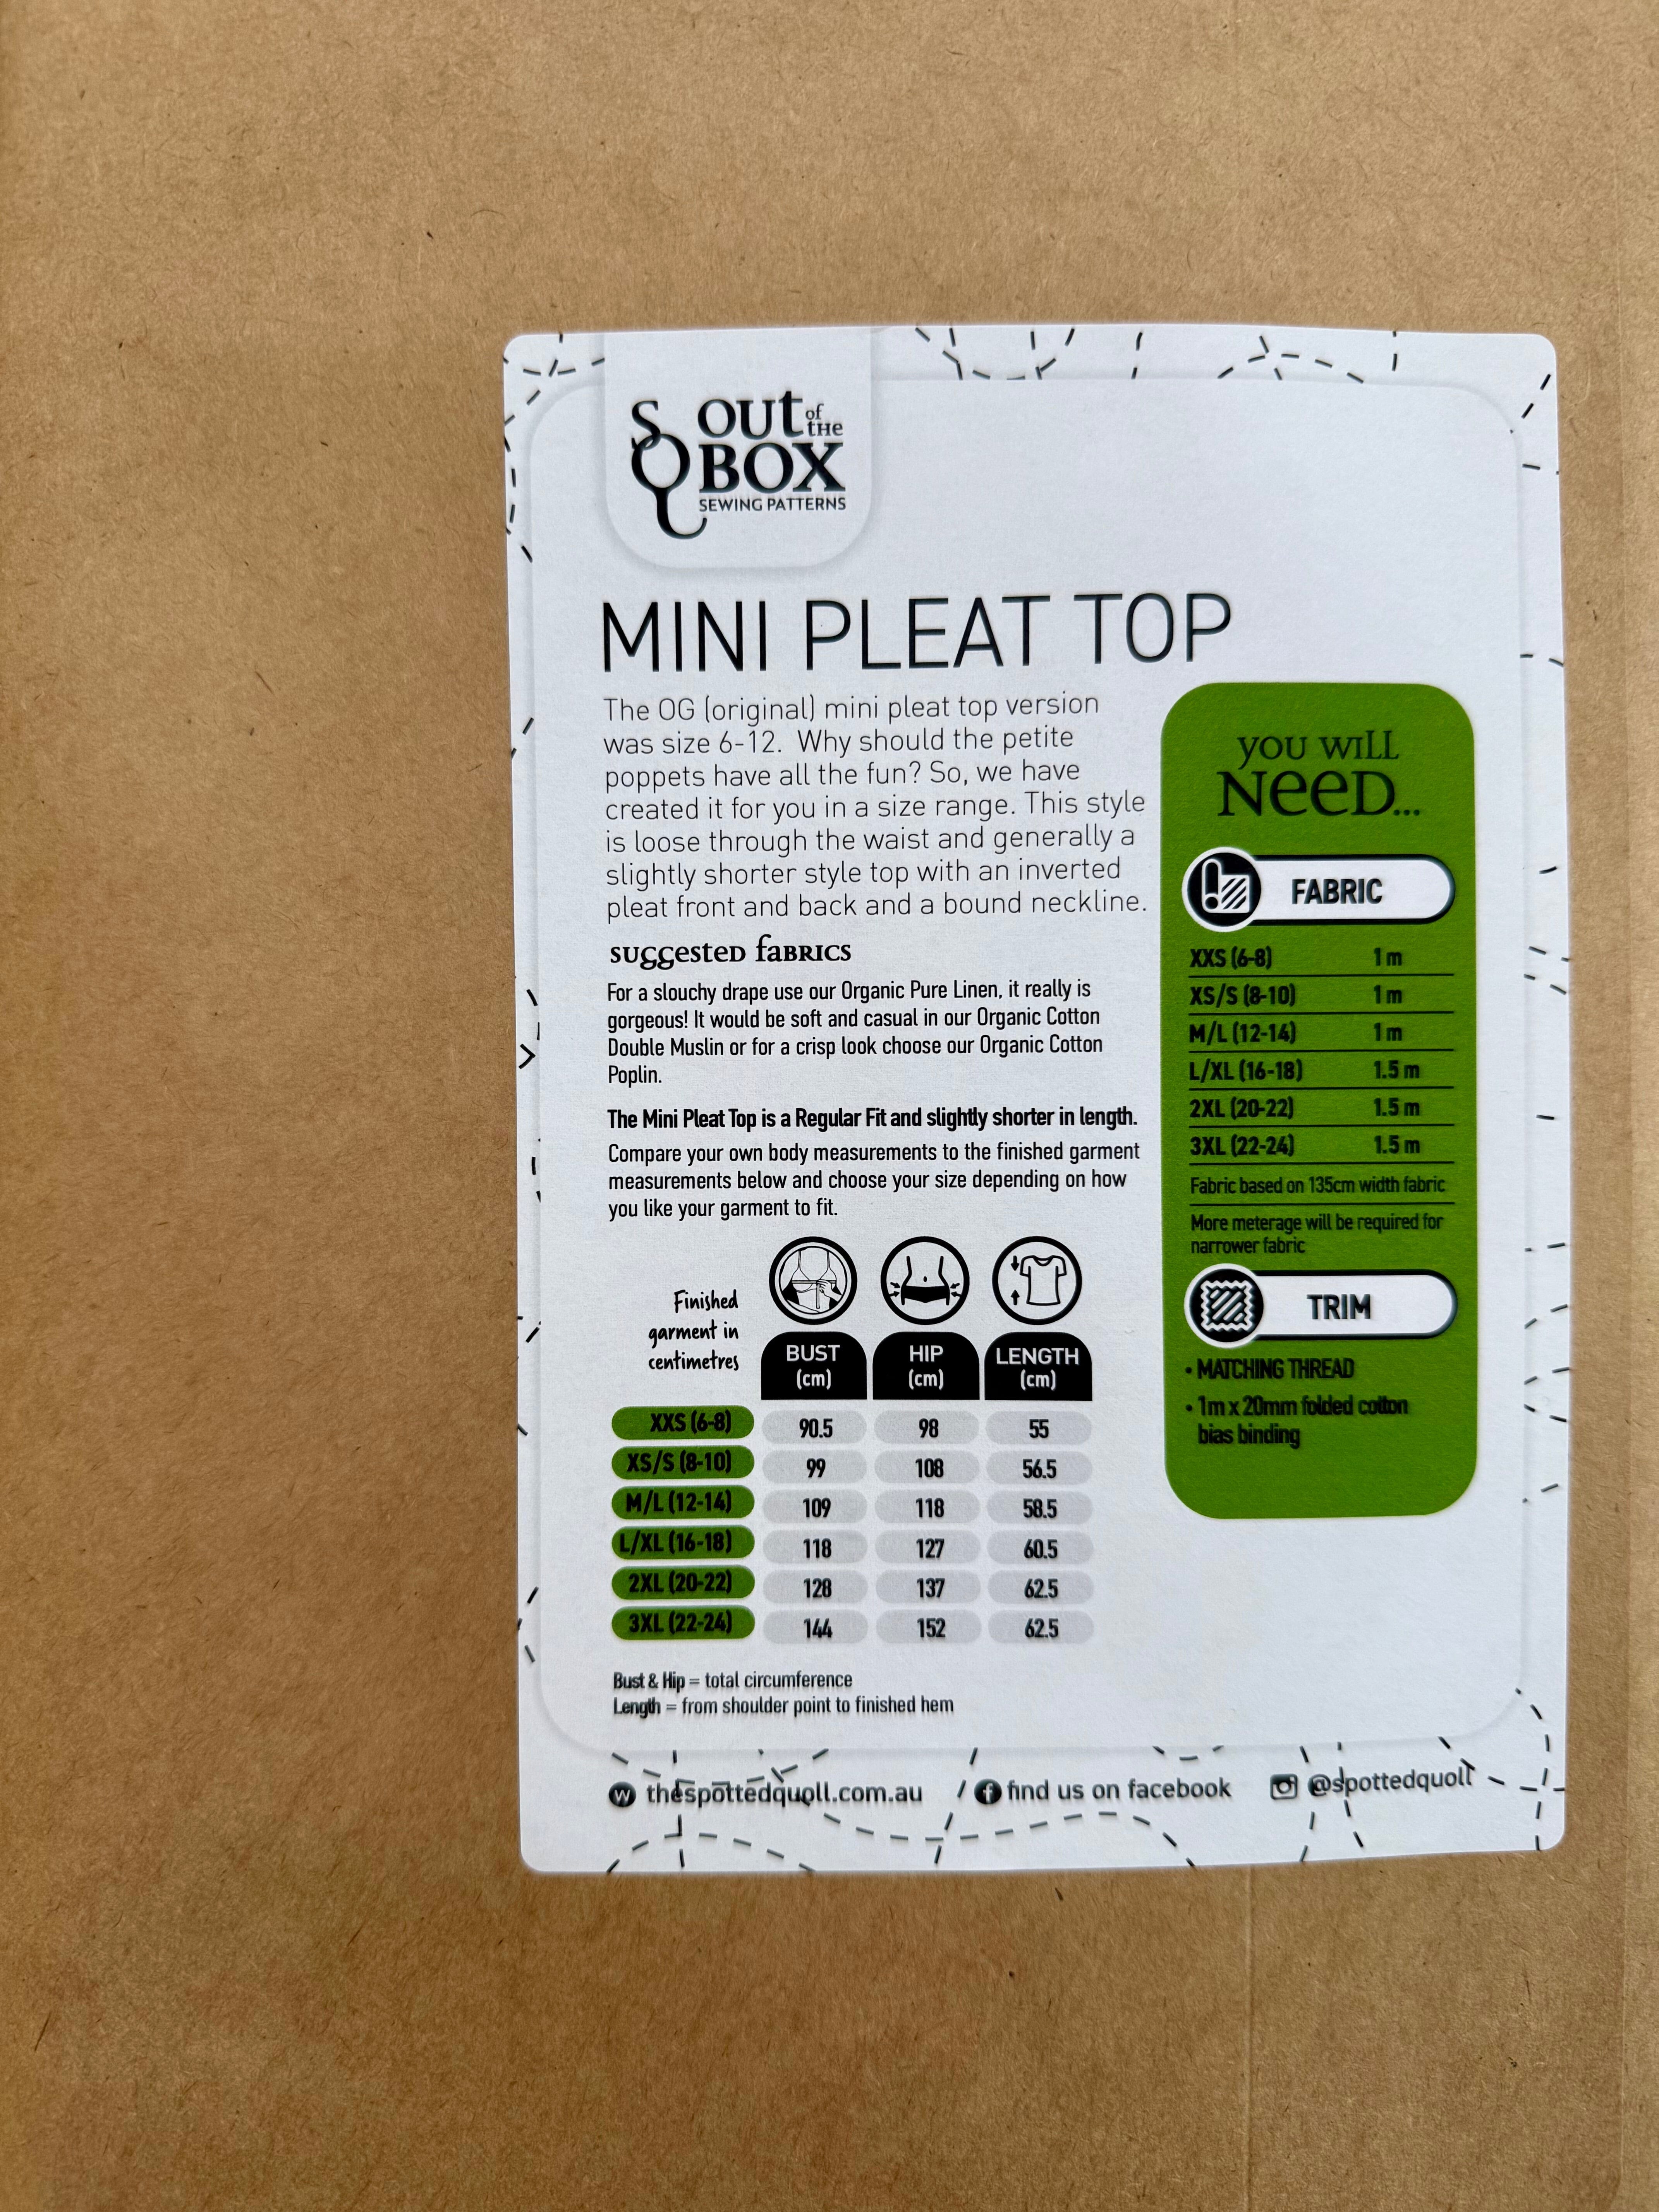 SQ OUT of THE
BOX
SEWING PATTERNS
MINI PLEAT TOP
The OG (original) mini pleat top version
was size 6-12. Why should the petite
poppets have all the fun? So, we have
created it for you in a size range. This style
is loose through the waist and generally a
slightly shorter style top with an inverted
pleat front and back and a bound neckline.
suggested fabrics
For a slouchy drape use our Organic Pure Linen, it really is
gorgeous! It would be soft and casual in our Organic Cotton
Double Muslin or for a crisp look choose our Organic Cotton
Poplin.
The Mini Pleat Top is a Regular Fit and slightly shorter in length.
Compare your own body measurements to the finished garment
measurements below and choose your size depending on how
you like your garment to fit.
Finished
garment in
centimetres
BUST (cm) HIP (cm) LENGTH (cm)
XXS (6-8) 90.5 98 55
XS/S (8-10) 99 108 56.5
M/L (12-14) 109 118 58.5
L/XL (16-18) 118 127 60.5
2XL (20-22) 128 137 62.5
3XL (22-24) 144 152 62.5
Bust & Hip = total circumference
Length = from shoulder point to finished hem
YOU WILL
NEED...
FABRIC
XXS (6-8) 1 m
XS/S (8-10) 1 m
M/L (12-14) 1 m
L/XL (16-18) 1.5 m
2XL (20-22) 1.5 m
3XL (22-24) 1.5 m
Fabric based on 135cm width fabric
More meterage will be required for
narrower fabric
TRIM
• MATCHING THREAD
• 1m x 20mm folded cotton
bias binding
W thespottedquoll.com.au / f find us on facebook @spottedquoll